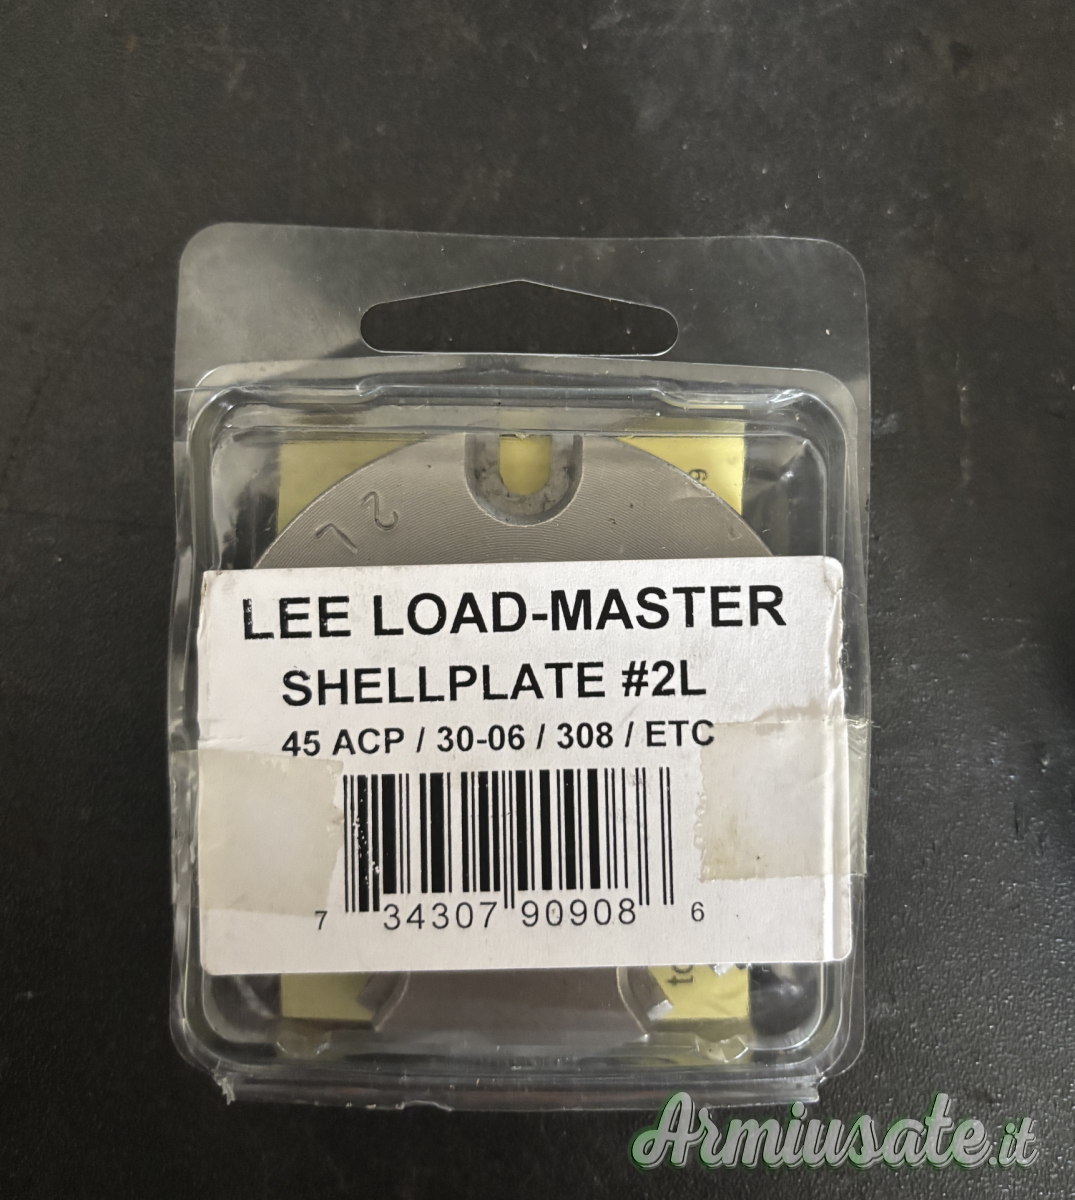 2L
LEE LOAD-MASTER
SHELLPLATE #2L
45 ACP / 30-06 / 308 / ETC
7 34307 90908 6
Armiusate.it